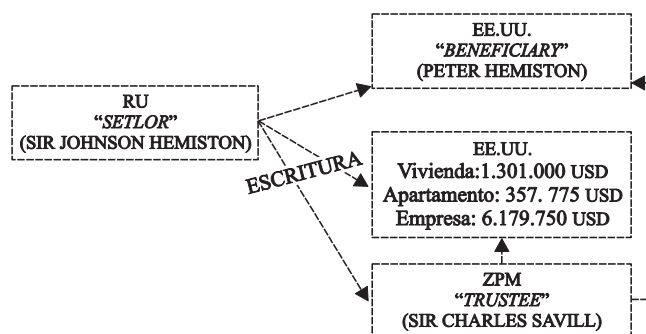 EE.UU.
“BENEFICIARY”
(PETER HEMISTON)
RU
“SETLOR”
(SIR JOHNSON HEMISTON)
ESCRITURA
EE.UU.
Vivienda:1.301.000 USD
Apartamento: 357. 775 USD
Empresa: 6.179.750 USD
ZPM
“TRUSTEE”
(SIR CHARLES SAVILL)